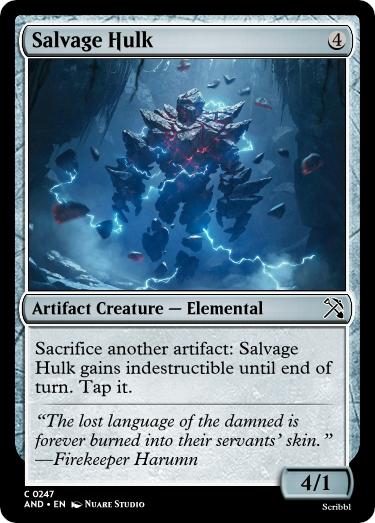 Salvage Hulk
4
Artifact Creature — Elemental
Sacrifice another artifact: Salvage
Hulk gains indestructible until end of
turn. Tap it.
“The lost language of the damned is
forever burned into their servants’ skin.”
—Firekeeper Harumn
4/1
C 0247
AND • EN Nuare Studio
Scribbl